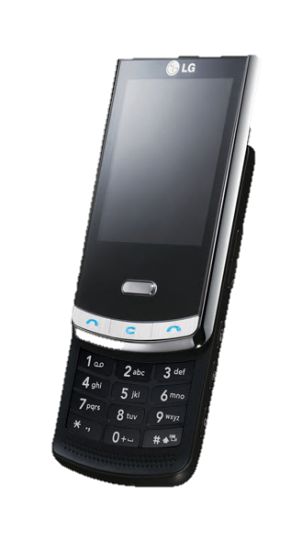 LG
C
1 2 abc 3 def
4 ghi 5 jkl 6 mno
7 pqrs 8 tuv 9 wxyz
* 0 +
#